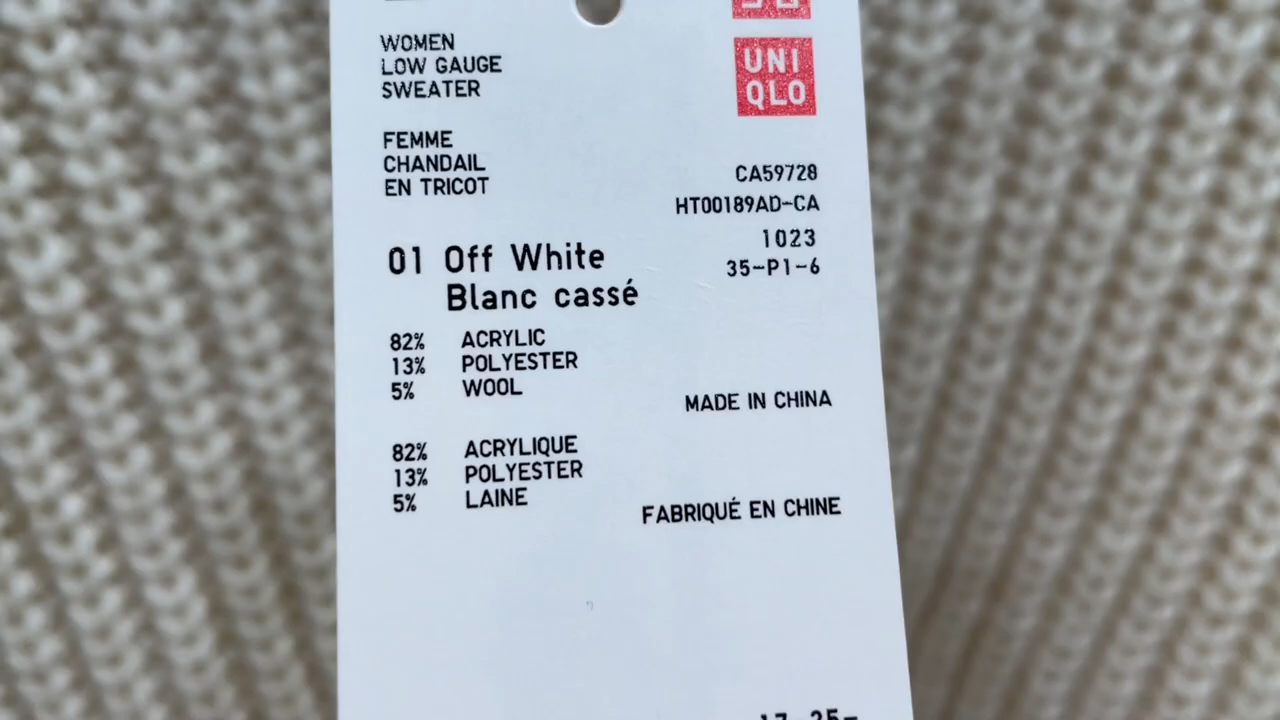 WOMEN
LOW GAUGE
SWEATER
UNI
QLO
FEMME
CHANDAIL
EN TRICOT
CA59728
HT00189AD-CA
1023
35-P1-6
01 Off White
Blanc cassé
82% ACRYLIC
13% POLYESTER
5% WOOL
MADE IN CHINA
82% ACRYLIQUE
13% POLYESTER
5% LAINE
FABRIQUÉ EN CHINE